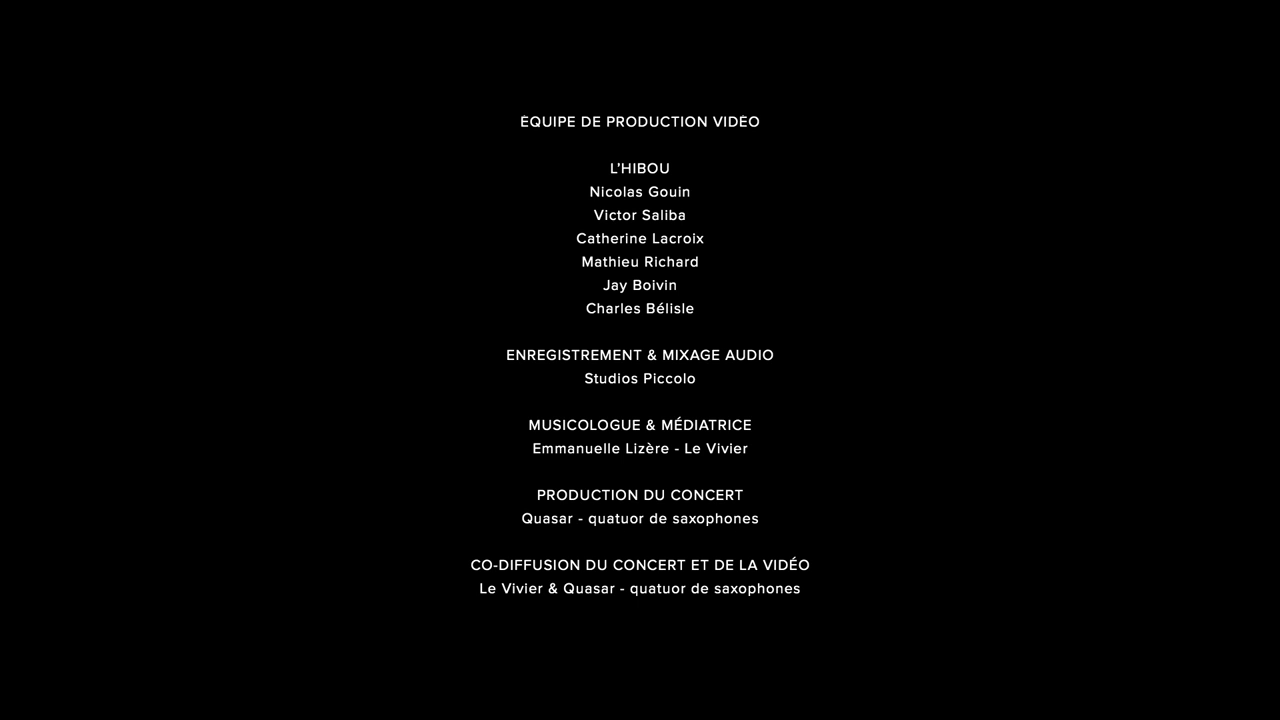 ÉQUIPE DE PRODUCTION VIDÉO
L'HIBOU
Nicolas Gouin
Victor Saliba
Catherine Lacroix
Mathieu Richard
Jay Boivin
Charles Bélisle
ENREGISTREMENT & MIXAGE AUDIO
Studios Piccolo
MUSICOLOGUE & MÉDIATRICE
Emmanuelle Lizère - Le Vivier
PRODUCTION DU CONCERT
Quasar - quatuor de saxophones
CO-DIFFUSION DU CONCERT ET DE LA VIDÉO
Le Vivier & Quasar - quatuor de saxophones